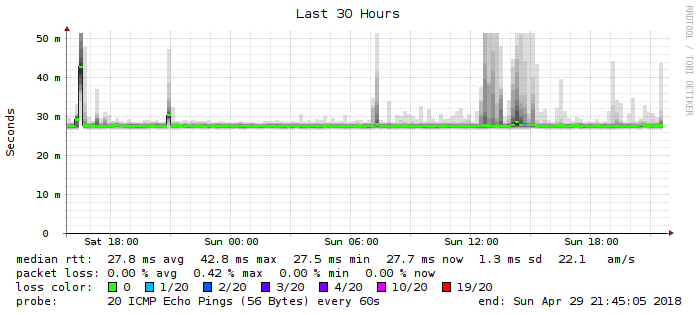 Last 30 Hours
RRDTOOL / TOBI OETIKER
Seconds
50 m
40 m
30 m
20 m
10 m
0
Sat 18:00 Sun 00:00 Sun 06:00 Sun 12:00 Sun 18:00
median rtt: 27.8 ms avg 42.8 ms max 27.5 ms min 27.7 ms now 1.3 ms sd 22.1 am/s
packet loss: 0.00 % avg 0.42 % max 0.00 % min 0.00 % now
loss color: 0 1/20 2/20 3/20 4/20 10/20 19/20
probe: 20 ICMP Echo Pings (56 Bytes) every 60s end: Sun Apr 29 21:45:05 2018